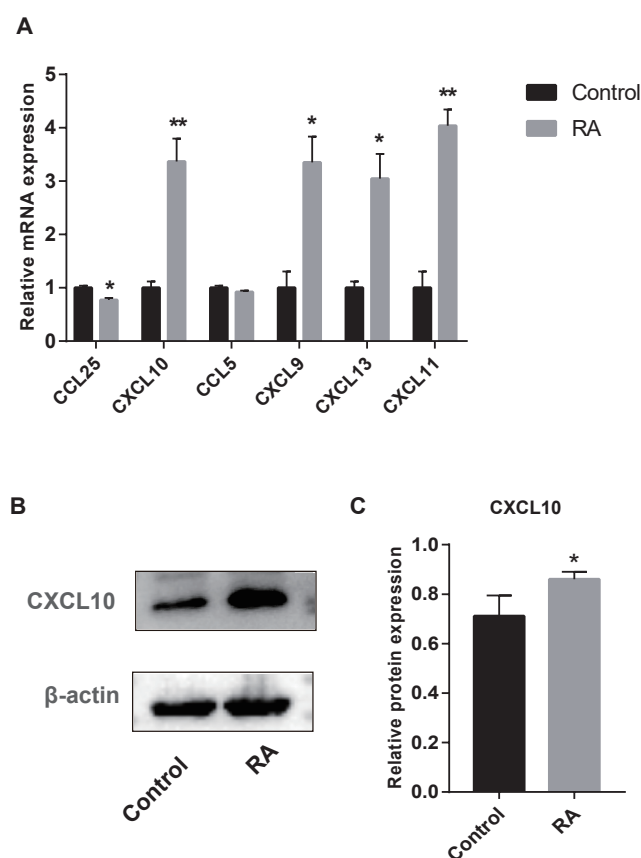 A
Relative mRNA expression
5
4
3
2
1
0
*
**
*
*
**
CCL25
CXCL10
CCL5
CXCL9
CXCL13
CXCL11
Control
RA
B
CXCL10
β-actin
Control
RA
C
CXCL10
Relative protein expression
1.0
0.8
0.6
0.4
0.2
0.0
*
Control
RA